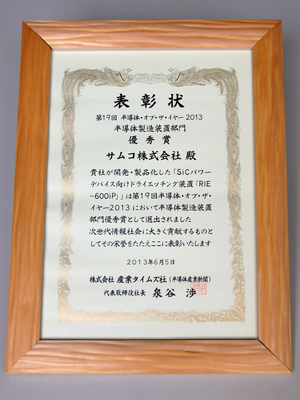 表彰状
第19回 半導体・オブ・ザ・イヤー2013
半導体製造装置部門
優秀賞
サムコ株式会社 殿
貴社が開発・製品化した「SiCパワー
デバイス向けドライエッチング装置「RIE
-600iP」」は第19回半導体・オブ・ザ・
イヤー2013において半導体製造装置
部門優秀賞として選出されました
次世代情報社会に大きく貢献するものと
してその栄誉をたたえここに表彰いたします
2013年6月5日
株式会社 産業タイムズ社（半導体産業新聞）
代表取締役社長 泉谷 渉